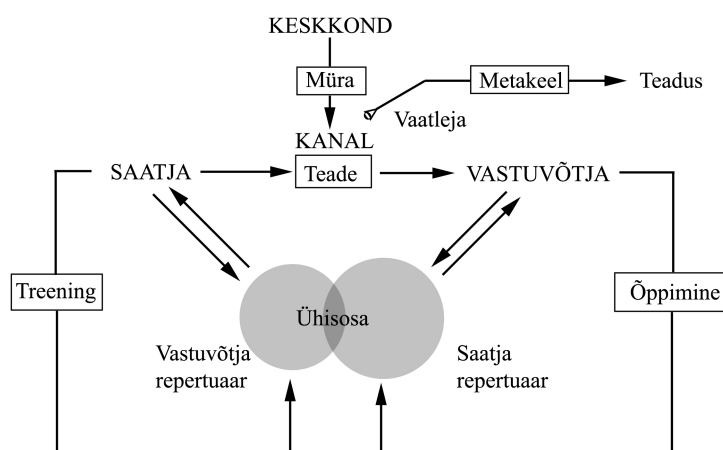 KESKKOND
Müra
Metakeel
Teadus
Vaatleja
KANAL
SAATJA
Teade
VASTUVÕTJA
Treening
Õppimine
Ühisosa
Vastuvõtja
repertuaar
Saatja
repertuaar